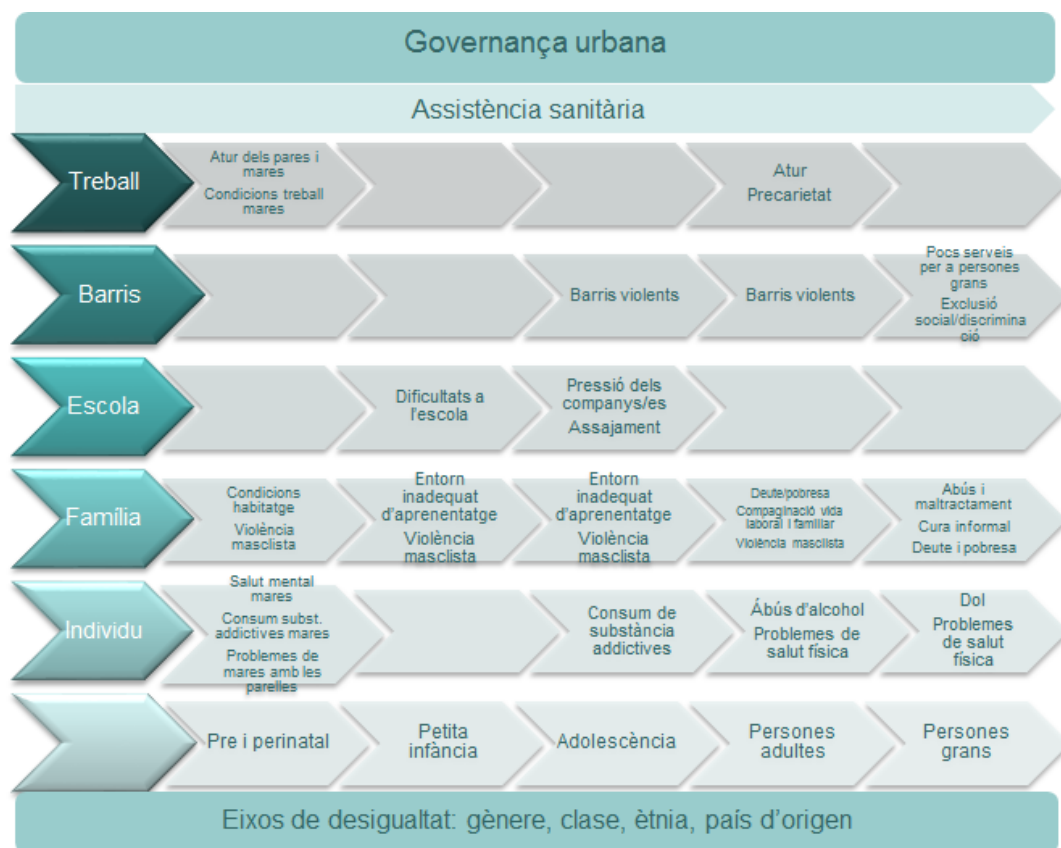 Governança urbana
Assistència sanitària
Treball
Atur dels pares i
mares
Condicions treball
mares
Atur
Precarietat
Barris
Barris violents
Barris violents
Pocs serveis
per a persones
grans
Exclusió
social/discrimina
ció
Escola
Dificultats a
l'escola
Pressió dels
companys/es
Assajament
Família
Condicions
habitatge
Violència
masclista
Entorn
inadequat
d'aprenentatge
Violència
masclista
Entorn
inadequat
d'aprenentatge
Violència
masclista
Deute/pobresa
Compaginació vida
laboral i familiar
Violència masclista
Abús i
maltractament
Cura informal
Deute i pobresa
Individu
Salut mental
mares
Consum subst.
addictives mares
Problemes de
mares amb les
parelles
Consum de
substància
addictives
Ábús d'alcohol
Problemes de
salut física
Dol
Problemes
de salut
física
Pre i perinatal
Petita
infància
Adolescència
Persones
adultes
Persones
grans
Eixos de desigualtat: gènere, clase, ètnia, país d'origen